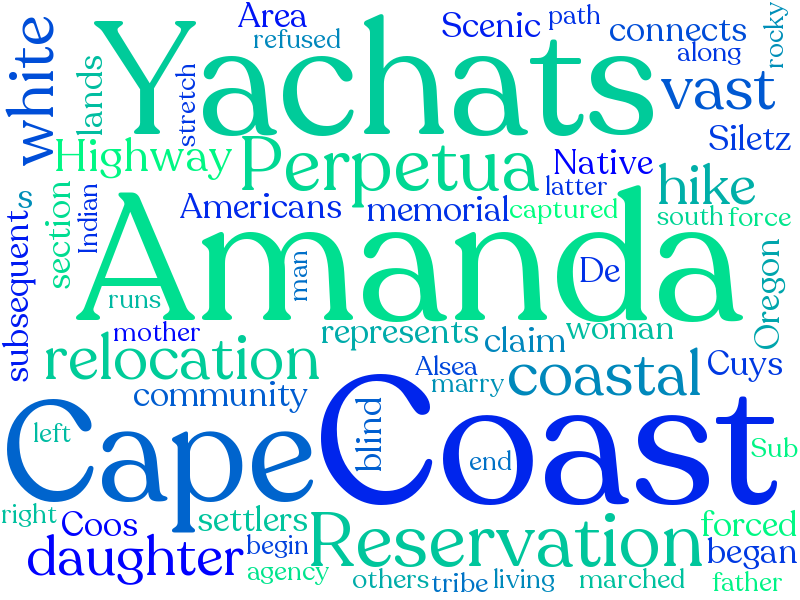 white
Area
refused
Scenic
path
connects
along
rocky
Yachats
lands
stretch
vast
Siletz
Highway
Perpetua
Native
latter
hike
s
section
Indian
Americans
memorial
captured
south
force
subsequent
Amanda
runs
man
De
Oregon
mother
represents
claim
woman
relocation
community
Alsea
marry
coastal
Cuys
Cape
left
blind
Coast
end
Sub
right
Coos
settlers
Reservation
forced
daughter
begin
agency
began
others
tribe
living
marched
father